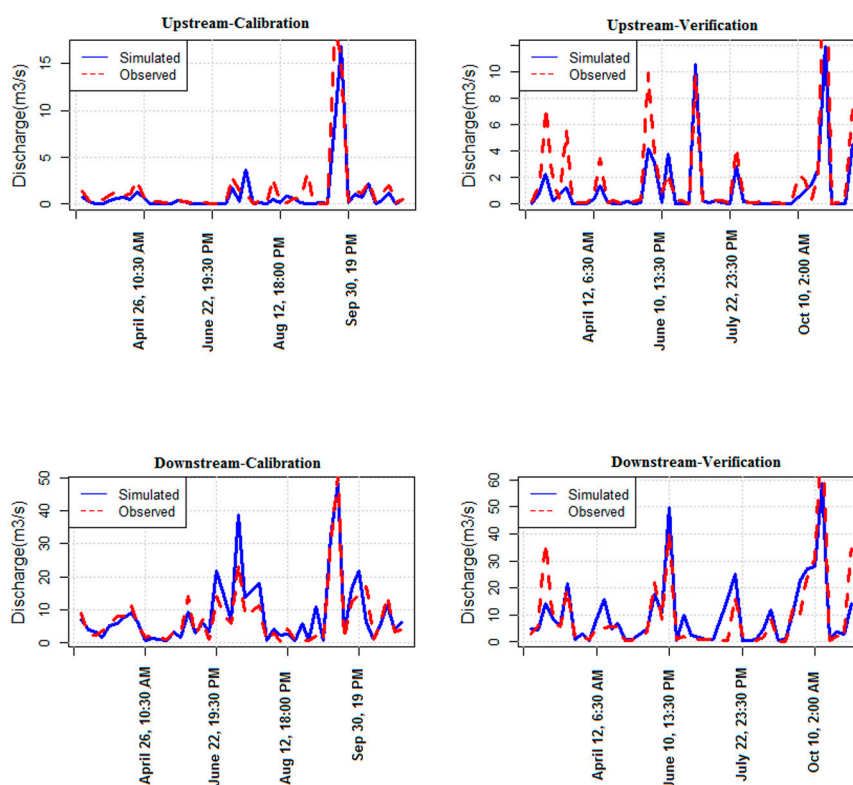 Upstream-Calibration
Discharge(m3/s)
15
10
5
0
Simulated
Observed
April 26, 10:30 AM
June 22, 19:30 PM
Aug 12, 18:00 PM
Sep 30, 19 PM
Upstream-Verification
Discharge(m3/s)
10
8
6
4
2
0
Simulated
Observed
April 12, 6:30 AM
June 10, 13:30 PM
July 22, 23:30 PM
Oct 10, 2:00 AM
Downstream-Calibration
Discharge(m3/s)
50
40
30
20
10
0
Simulated
Observed
April 26, 10:30 AM
June 22, 19:30 PM
Aug 12, 18:00 PM
Sep 30, 19 PM
Downstream-Verification
Discharge(m3/s)
60
50
40
30
20
10
0
Simulated
Observed
April 12, 6:30 AM
June 10, 13:30 PM
July 22, 23:30 PM
Oct 10, 2:00 AM